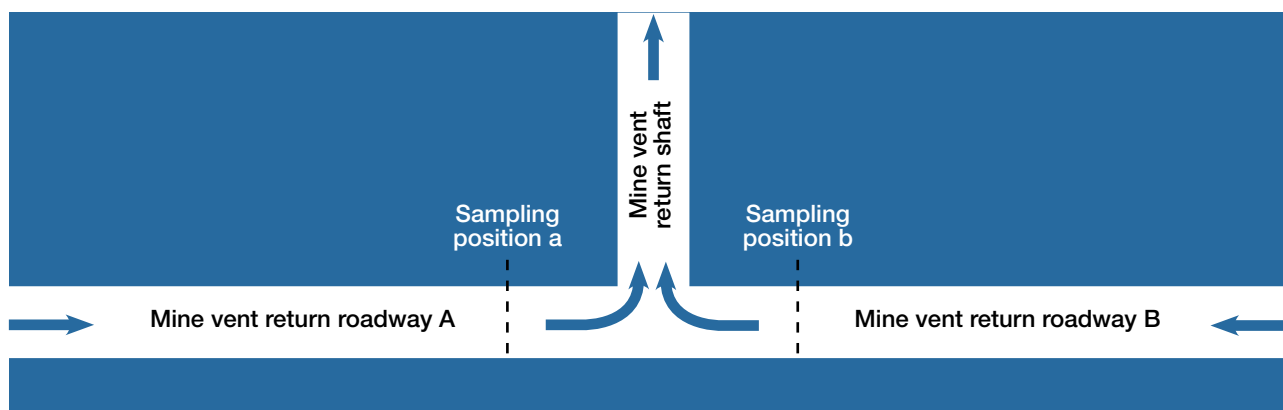 Mine vent
return shaft
Sampling
position a
Sampling
position b
Mine vent return roadway A
Mine vent return roadway B